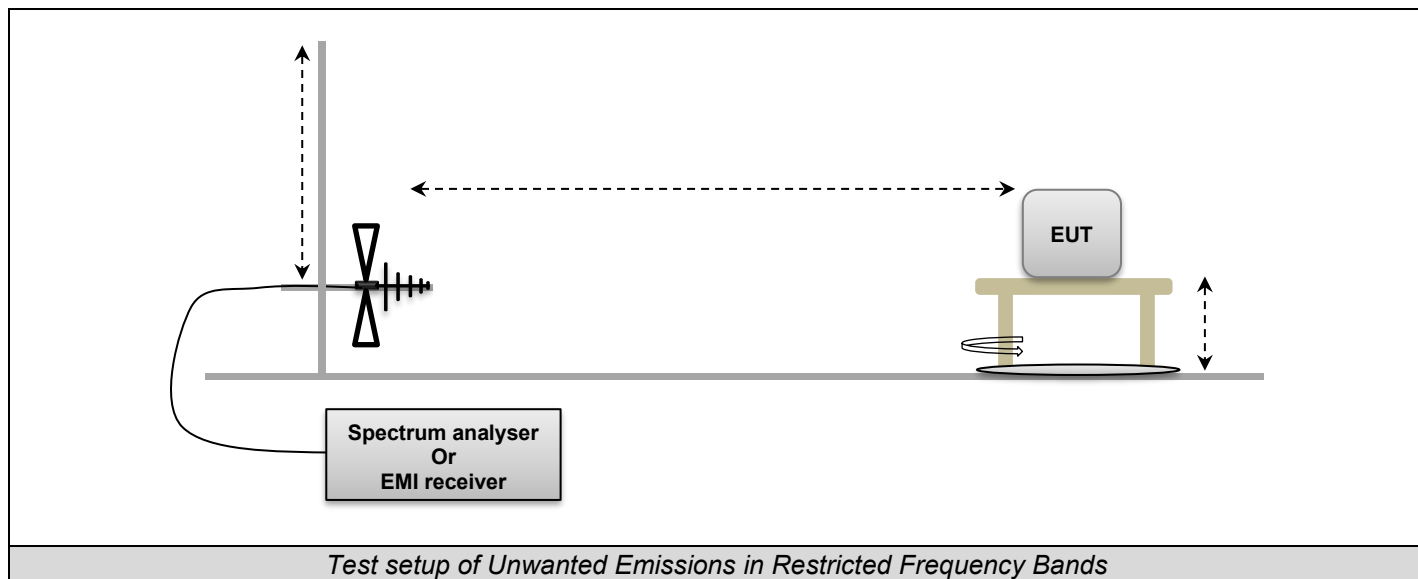 EUT
Spectrum analyser
Or
EMI receiver
Test setup of Unwanted Emissions in Restricted Frequency Bands